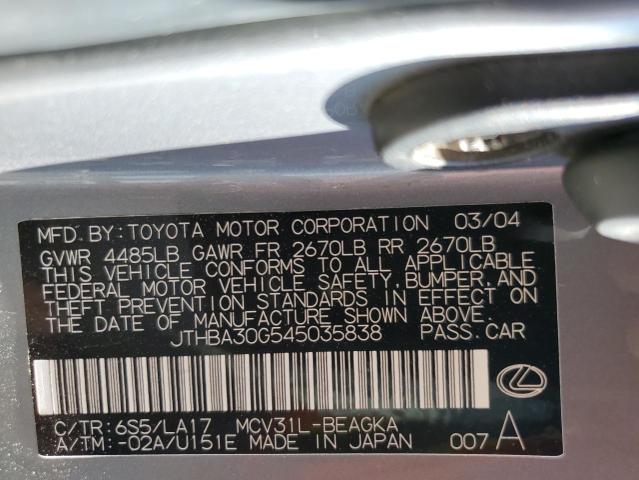 MFD. BY: TOYOTA MOTOR CORPORATION 03/04
GVWR 4485LB GAWR FR 2670LB RR 2670LB
THIS VEHICLE CONFORMS TO ALL APPLICABLE
FEDERAL MOTOR VEHICLE SAFETY, BUMPER, AND
THEFT PREVENTION STANDARDS IN EFFECT ON
THE DATE OF MANUFACTURE SHOWN ABOVE.
JTHBA30G545035838 PASS. CAR
C/TR: 6S5/LA17 MCV31L-BEAGKA
A/TM: -02A/U151E MADE IN JAPAN 007 A